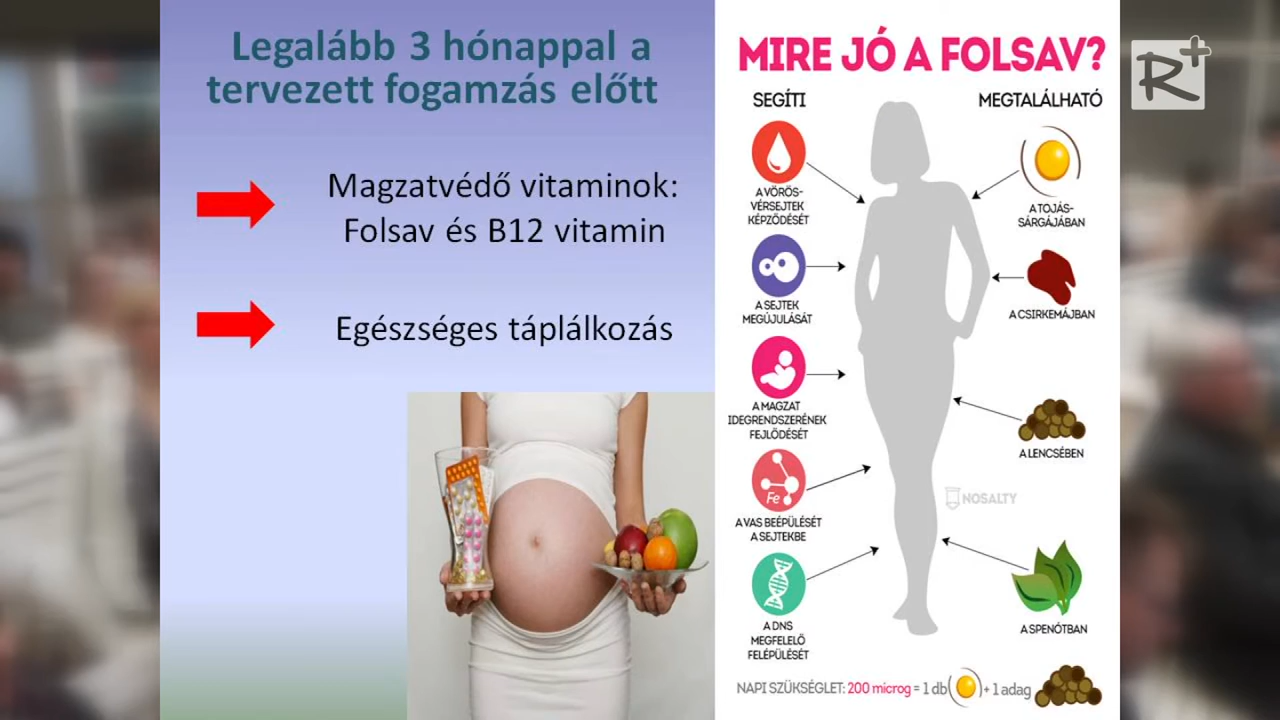 Legalább 3 hónappal a
tervezett fogamzás előtt
Magzatvédő vitaminok:
Folsav és B12 vitamin
Egészséges táplálkozás
MIRE JÓ A FOLSAV?
SEGÍTI
A VÖRÖS-
VÉRSEJTEK
KÉPZŐDÉSÉT
A SEJTEK
MEGÚJULÁSÁT
A MAGZAT
IDEGRENDSZERÉNEK
FEJLŐDÉSÉT
Fe
A VAS BEÉPÜLÉSÉT
A SEJTEKBE
A DNS
MEGFELELŐ
FELÉPÜLÉSÉT
MEGTALÁLHATÓ
A TOJÁS-
SÁRGÁJÁBAN
A CSIRKEMÁJBAN
A LENCSÉBEN
NOSALTY
A SPENÓTBAN
NAPI SZÜKSÉGLET: 200 microg = 1 db + 1 adag
R+